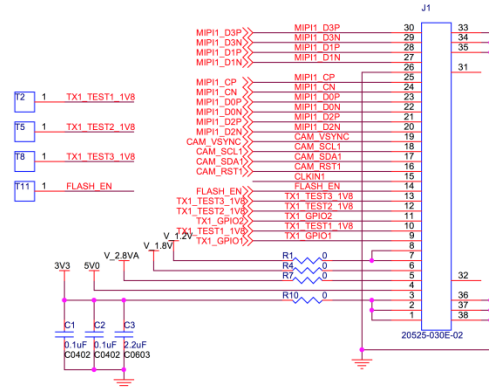 J1
MIPI1_D3P MIPI1_D3P 30 33
MIPI1_D3N MIPI1_D3N 29 34
MIPI1_D1P MIPI1_D1P 28 35
MIPI1_D1N MIPI1_D1N 27
26 31
MIPI1_CP MIPI1_CP 25
MIPI1_CN MIPI1_CN 24
MIPI1_D0P MIPI1_D0P 23
MIPI1_D0N MIPI1_D0N 22
MIPI1_D2P MIPI1_D2P 21
MIPI1_D2N MIPI1_D2N 20
CAM_VSYNC CAM_VSYNC 19
CAM_SCL1 CAM_SCL1 18
CAM_SDA1 CAM_SDA1 17
CAM_RST1 CAM_RST1 16
CLKIN1 15
FLASH_EN FLASH_EN 14
TX1_TEST3_1V8 TX1_TEST3_1V8 13
TX1_TEST2_1V8 TX1_TEST2_1V8 12
TX1_GPIO2 TX1_GPIO2 11
TX1_TEST1_1V8 TX1_TEST1_1V8 10
TX1_GPIO1 TX1_GPIO1 9
8
R1 0 7
R4 0 6
R7 0 5 32
4
R10 0 3 36
2 37
1 38
20525-030E-02
T2 1 TX1_TEST1_1V8
T5 1 TX1_TEST2_1V8
T8 1 TX1_TEST3_1V8
T11 1 FLASH_EN
V_1.2V
V_1.8V
V_2.8VA
3V3 5V0
C1 C2 C3
0.1uF 0.1uF 2.2uF
C0402 C0402 C0603